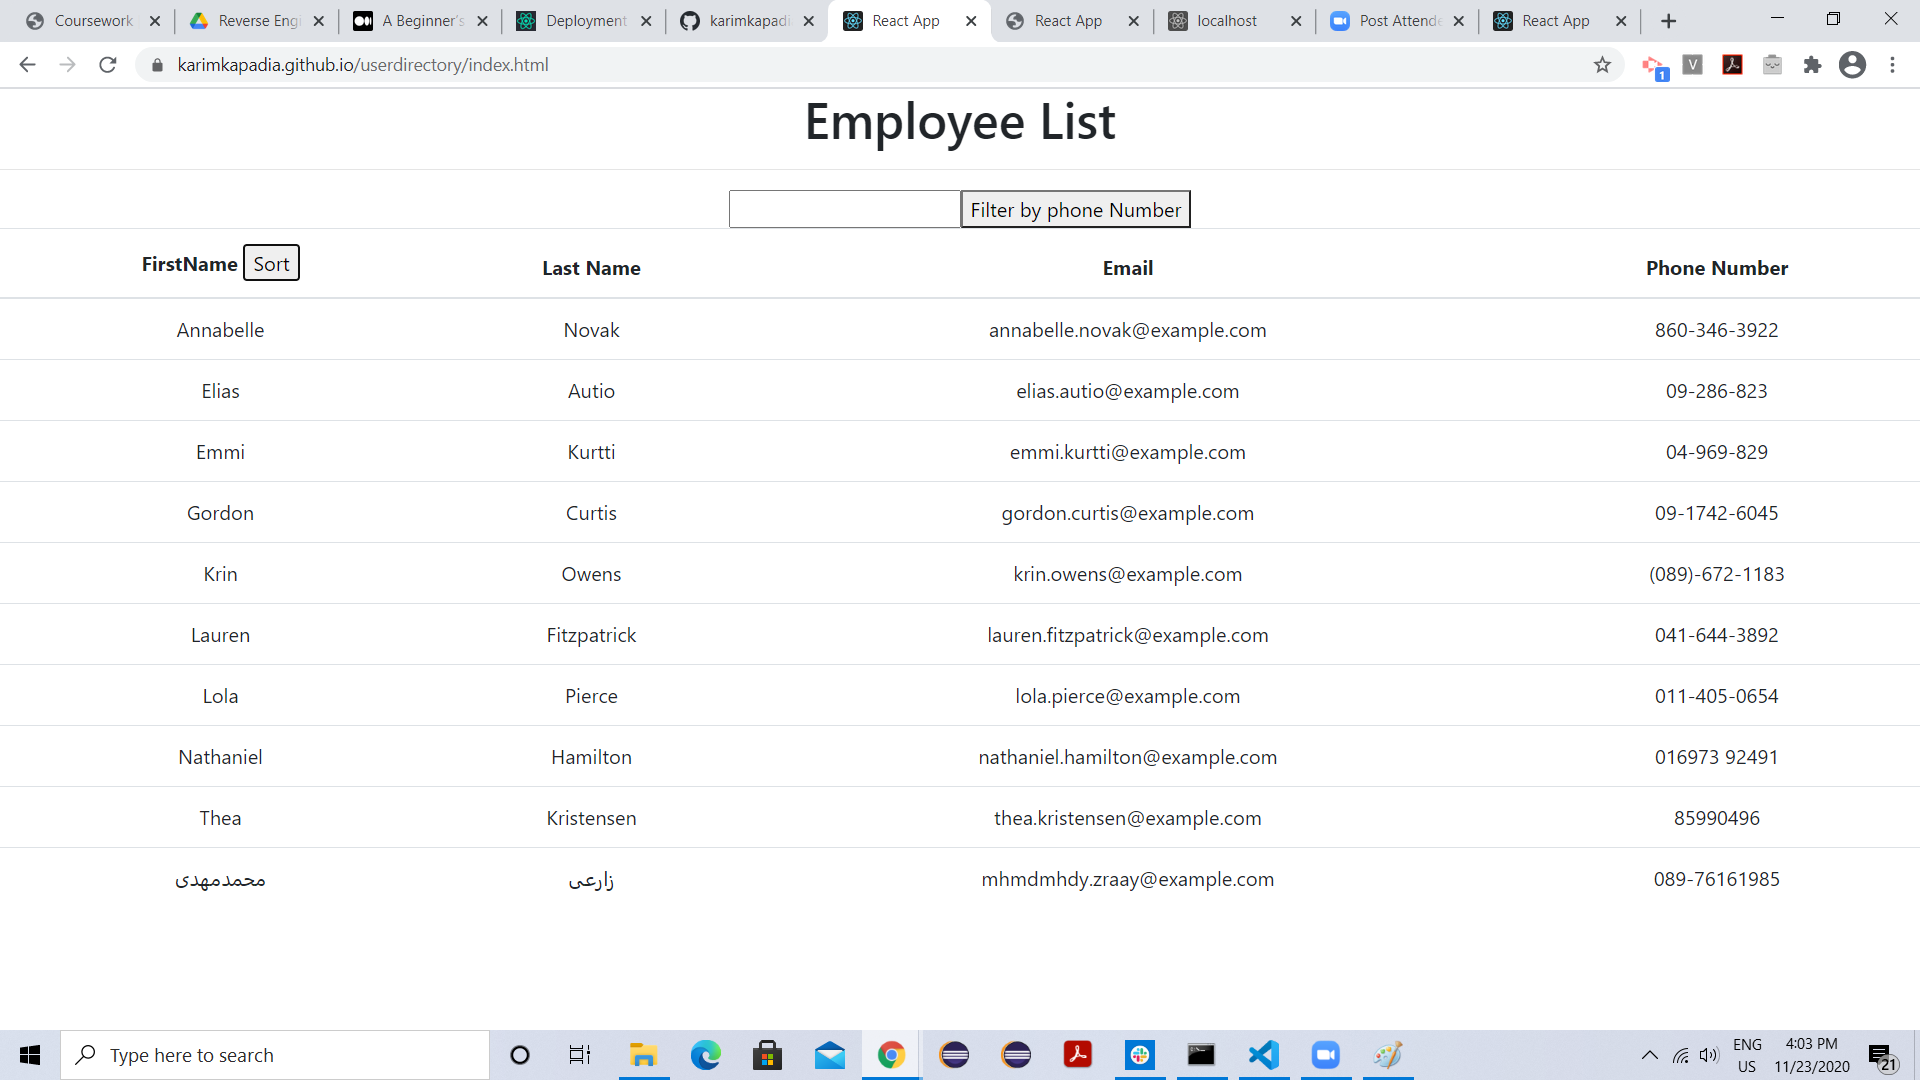 Coursework
Reverse Engi
A Beginner's
Deployment
karimkapadi
React App
React App
localhost
Post Attende
React App
karimkapadia.github.io/userdirectory/index.html
1
V
Employee List
Filter by phone Number
FirstName Sort Last Name Email Phone Number
Annabelle Novak annabelle.novak@example.com 860-346-3922
Elias Autio elias.autio@example.com 09-286-823
Emmi Kurtti emmi.kurtti@example.com 04-969-829
Gordon Curtis gordon.curtis@example.com 09-1742-6045
Krin Owens krin.owens@example.com (089)-672-1183
Lauren Fitzpatrick lauren.fitzpatrick@example.com 041-644-3892
Lola Pierce lola.pierce@example.com 011-405-0654
Nathaniel Hamilton nathaniel.hamilton@example.com 016973 92491
Thea Kristensen thea.kristensen@example.com 85990496
محمدمهدی زارعی mhmdmhdy.zraay@example.com 089-76161985
Type here to search
ENG
US
4:03 PM
11/23/2020
21